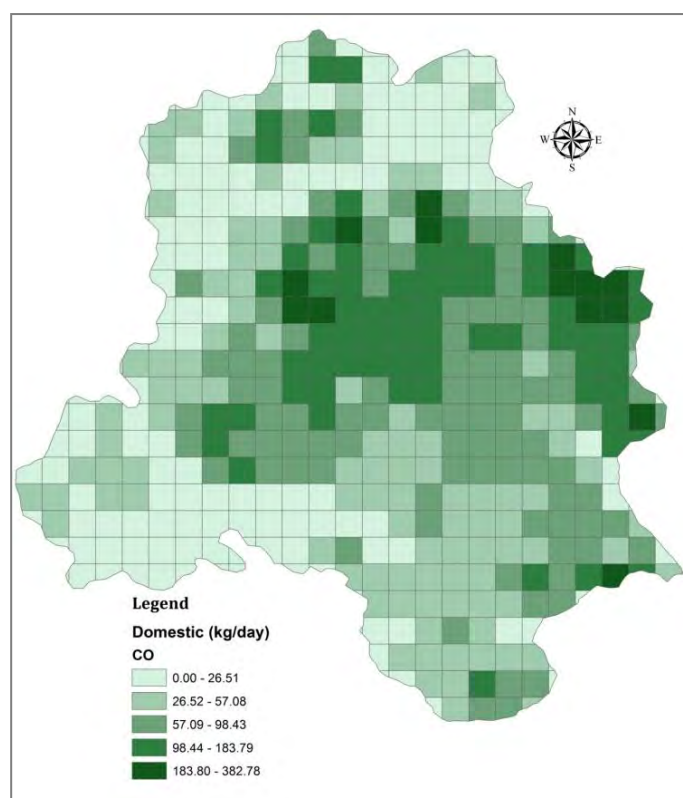 N
W E
S
Legend
Domestic (kg/day)
CO
0.00 - 26.51
26.52 - 57.08
57.09 - 98.43
98.44 - 183.79
183.80 - 382.78